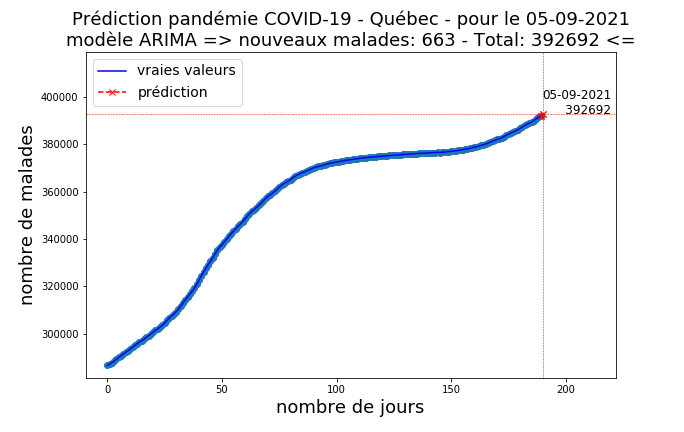 Prédiction pandémie COVID-19 - Québec - pour le 05-09-2021
modèle ARIMA => nouveaux malades: 663 - Total: 392692 <=
vraies valeurs
prédiction
05-09-2021
392692
400000
380000
360000
340000
320000
300000
nombre de malades
0 50 100 150 200
nombre de jours